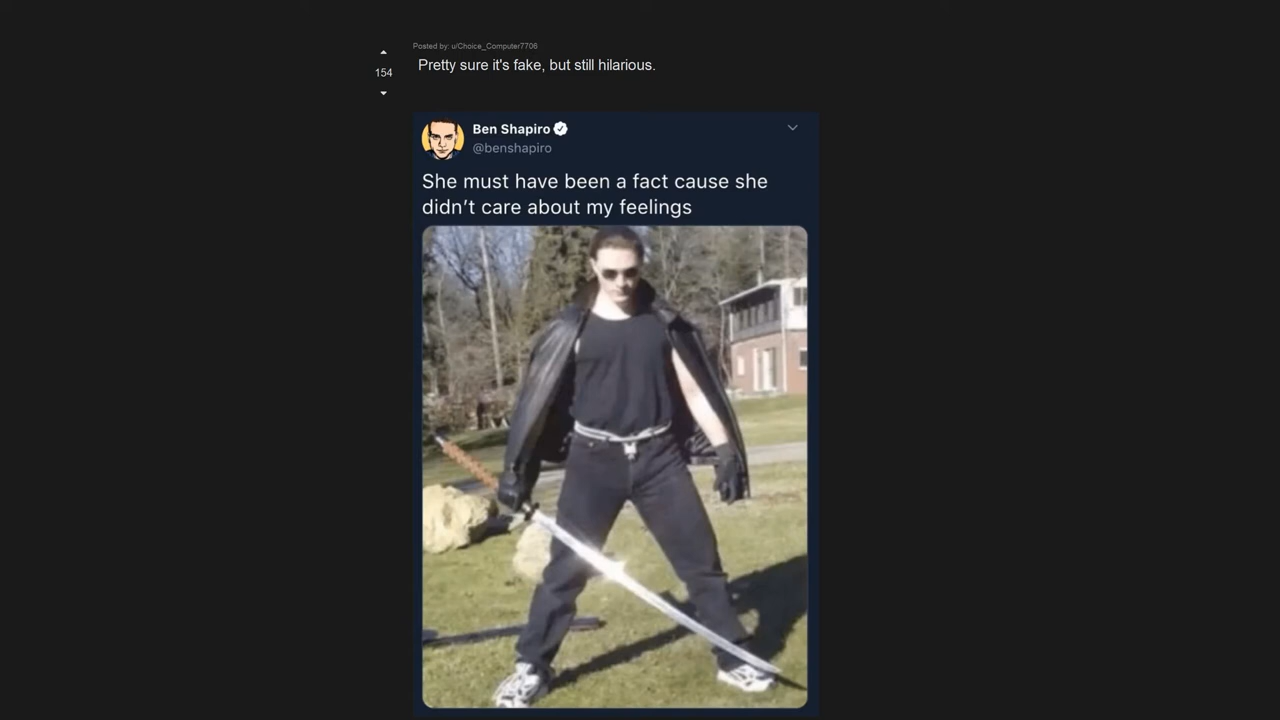 Posted by: u/Choice_Computer7706
154
Pretty sure it's fake, but still hilarious.
Ben Shapiro
@benshapiro
She must have been a fact cause she
didn’t care about my feelings